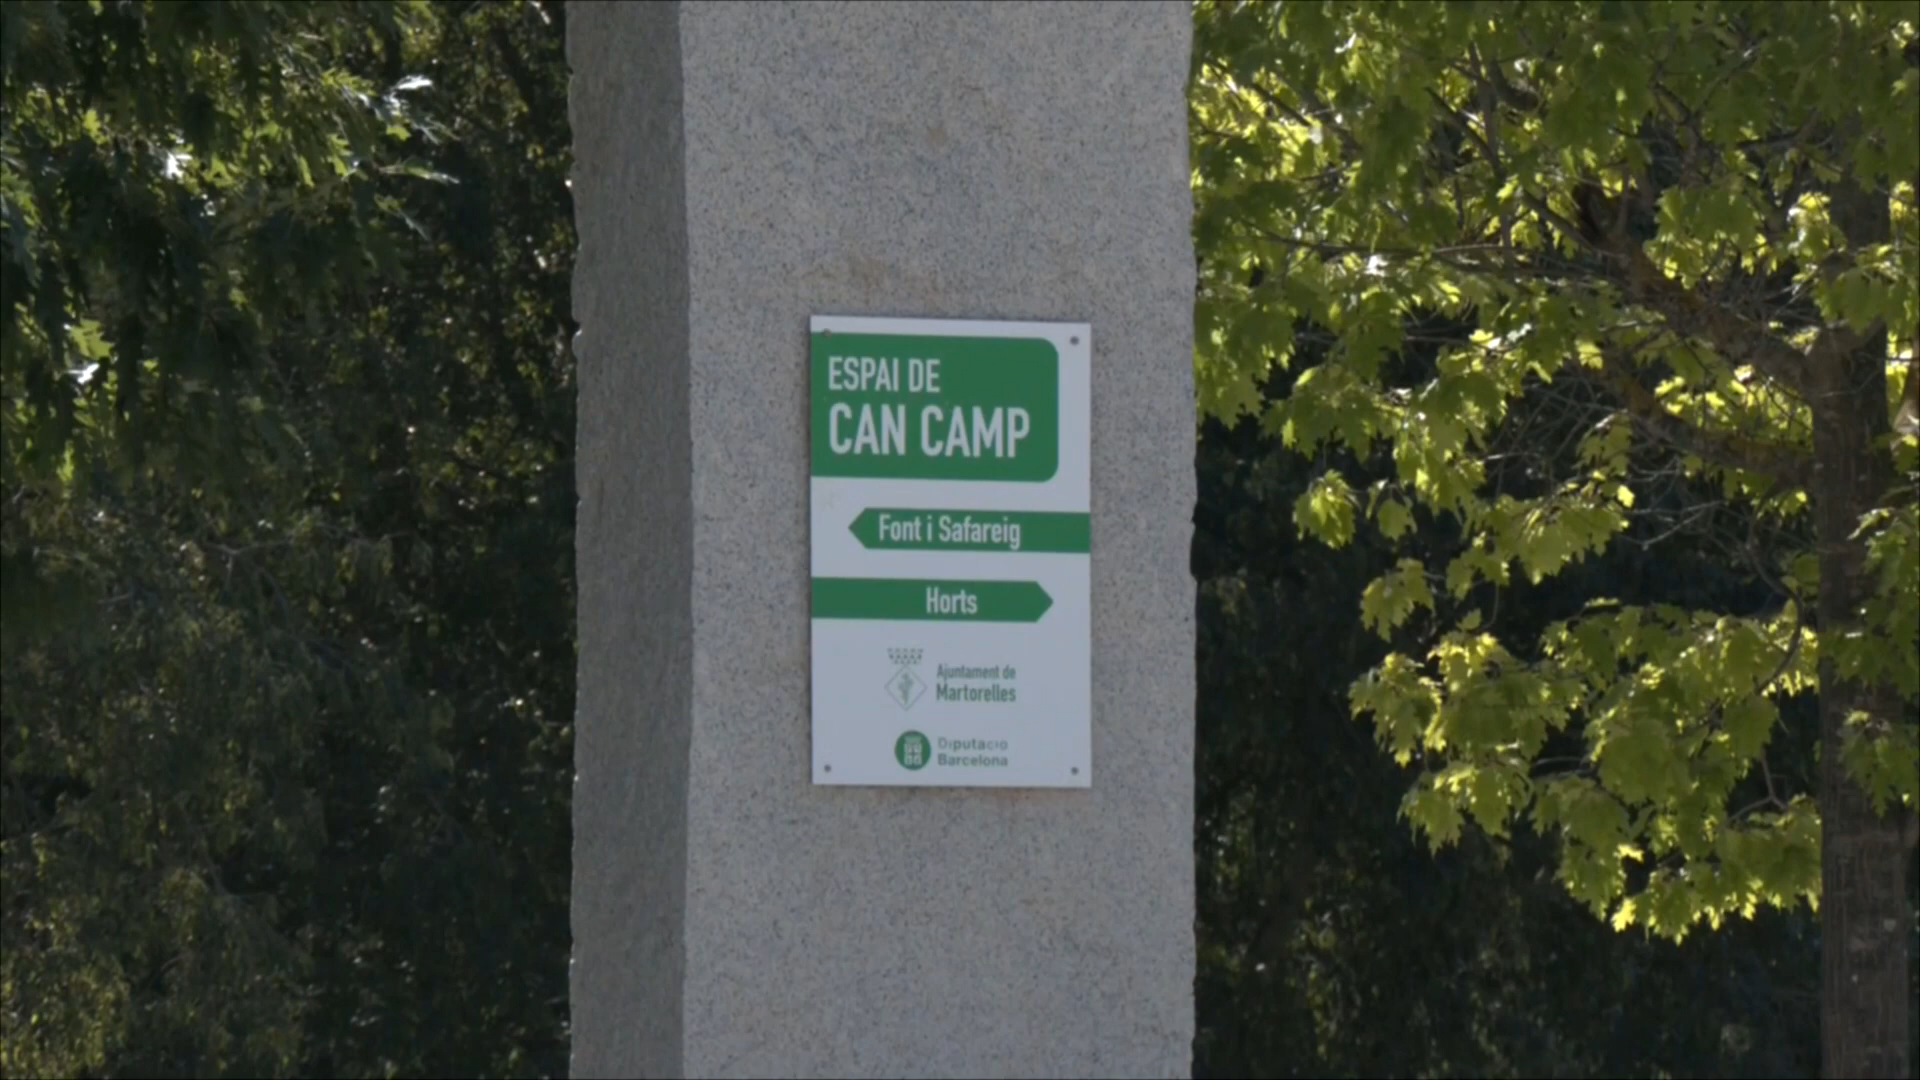 ESPAI DE
CAN CAMP
Font i Safareig
Horts
Ajuntament de
Martorelles
Diputació
Barcelona